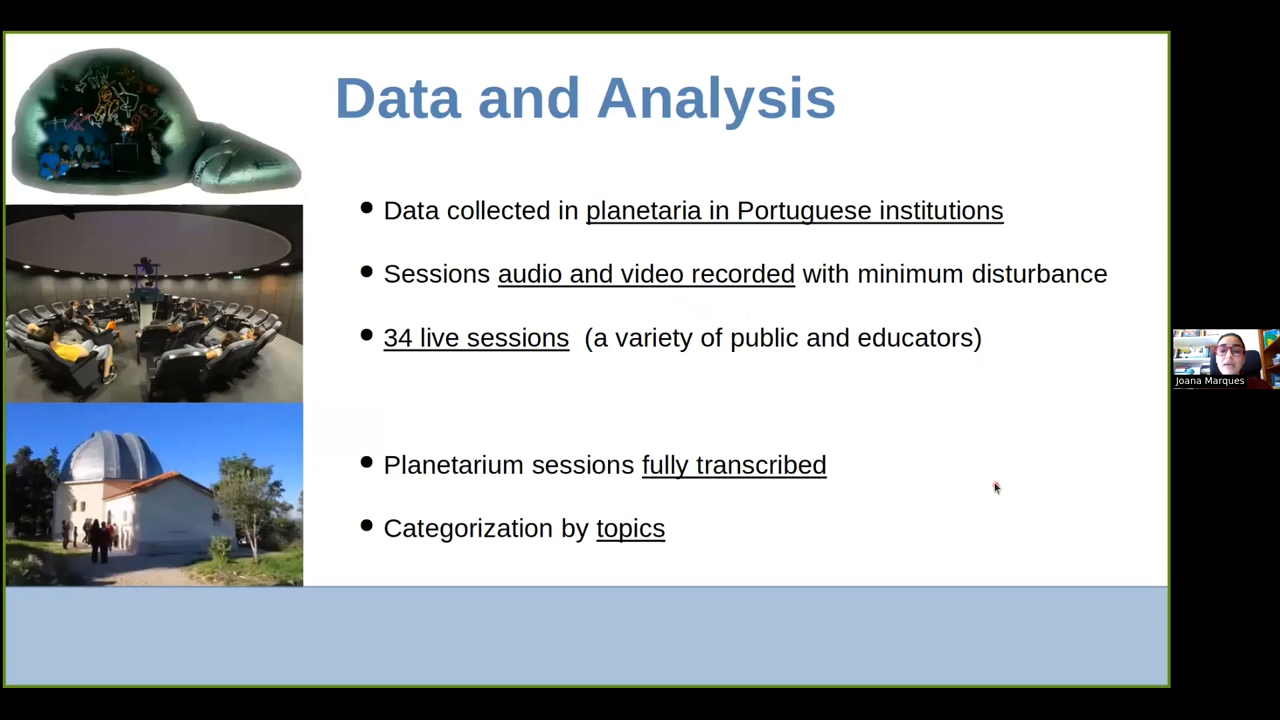 Data and Analysis
Data collected in planetaria in Portuguese institutions
Sessions audio and video recorded with minimum disturbance
34 live sessions (a variety of public and educators)
Joana Marques
Planetarium sessions fully transcribed
Categorization by topics